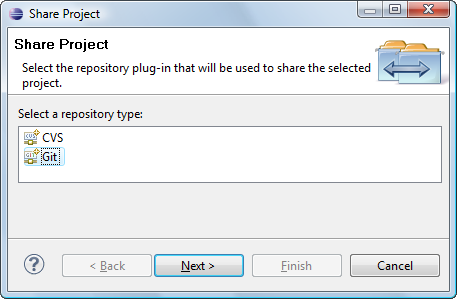 Share Project
Share Project
Select the repository plug-in that will be used to share the selected
project.
Select a repository type:
CVS
Git
? < Back Next > Finish Cancel